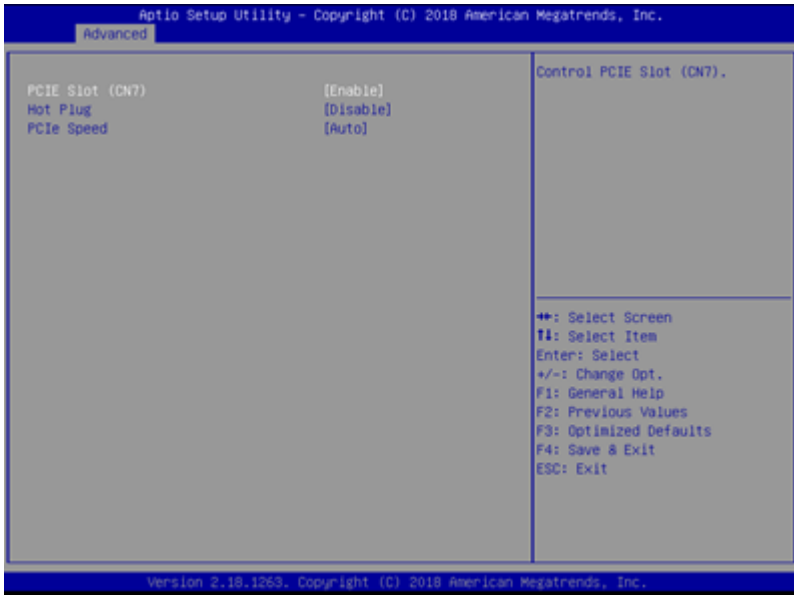 Aptio Setup Utility - Copyright (C) 2018 American Megatrends, Inc.
Advanced
PCIE Slot (CN7) [Enable]
Hot Plug [Disable]
PCIe Speed [Auto]
Control PCIE Slot (CN7).
→←: Select Screen
↑↓: Select Item
Enter: Select
+/-: Change Opt.
F1: General Help
F2: Previous Values
F3: Optimized Defaults
F4: Save & Exit
ESC: Exit
Version 2.18.1263. Copyright (C) 2018 American Megatrends, Inc.